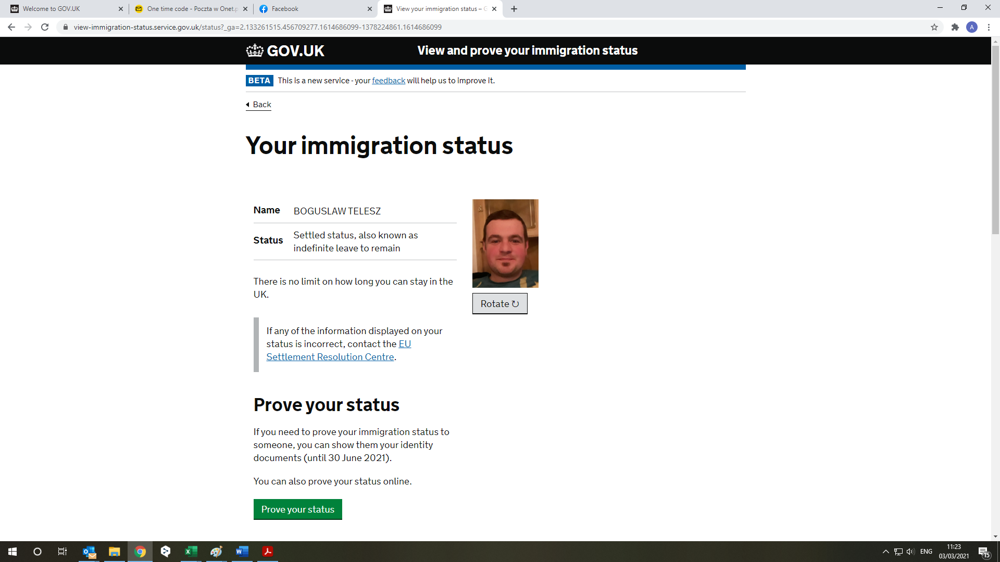 Welcome to GOV.UK
One time code - Poczta w Onet.p
Facebook
View your immigration status – G
view-immigration-status.service.gov.uk/status?_ga=2.133261515.456709277.1614686099-1378224861.1614686099
A
GOV.UK
View and prove your immigration status
BETA This is a new service - your feedback will help us to improve it.
Back
Your immigration status
Name BOGUSLAW TELESZ
Status Settled status, also known as
indefinite leave to remain
There is no limit on how long you can stay in the
UK.
Rotate ↻
If any of the information displayed on your
status is incorrect, contact the EU
Settlement Resolution Centre.
Prove your status
If you need to prove your immigration status to
someone, you can show them your identity
documents (until 30 June 2021).
You can also prove your status online.
Prove your status
ENG
11:23
03/03/2021
15